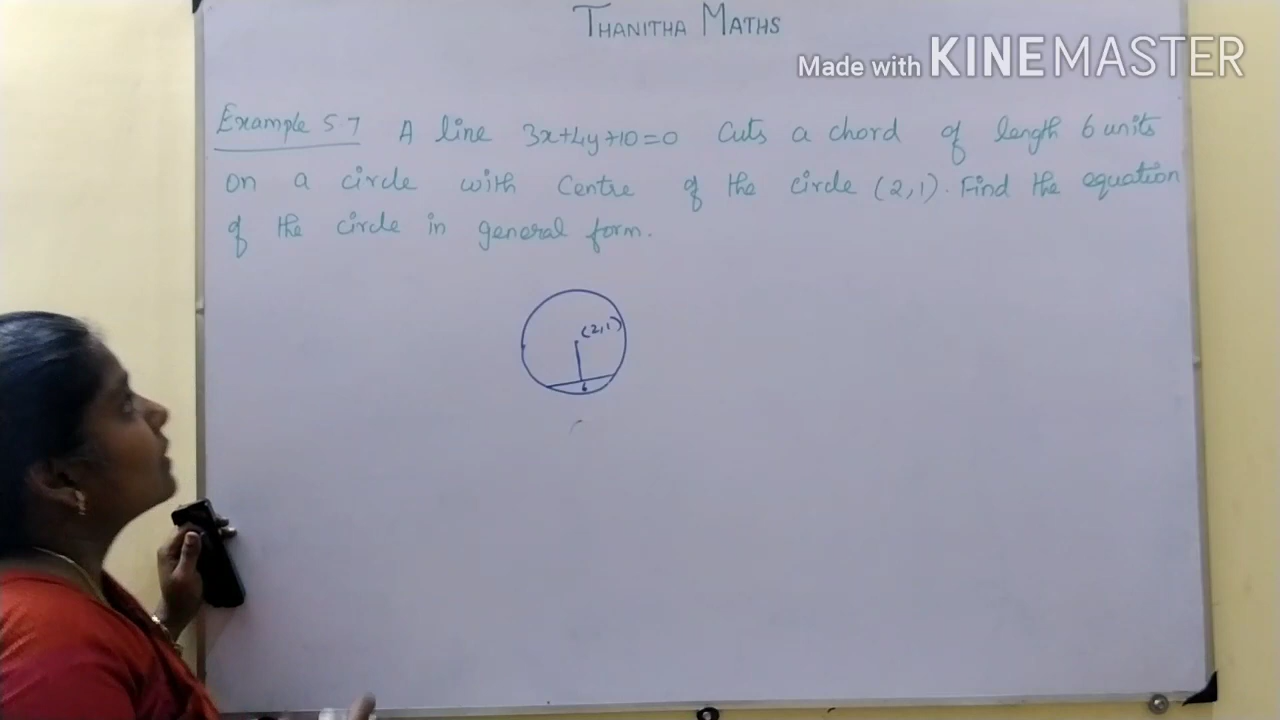 THANITHA MATHS
Made with KINEMASTER
Example 5.7 A line 3x+4y+10=0 cuts a chord of length 6 units
on a circle with centre of the circle (2,1). Find the equation
of the circle in general form.
(2,1)
6